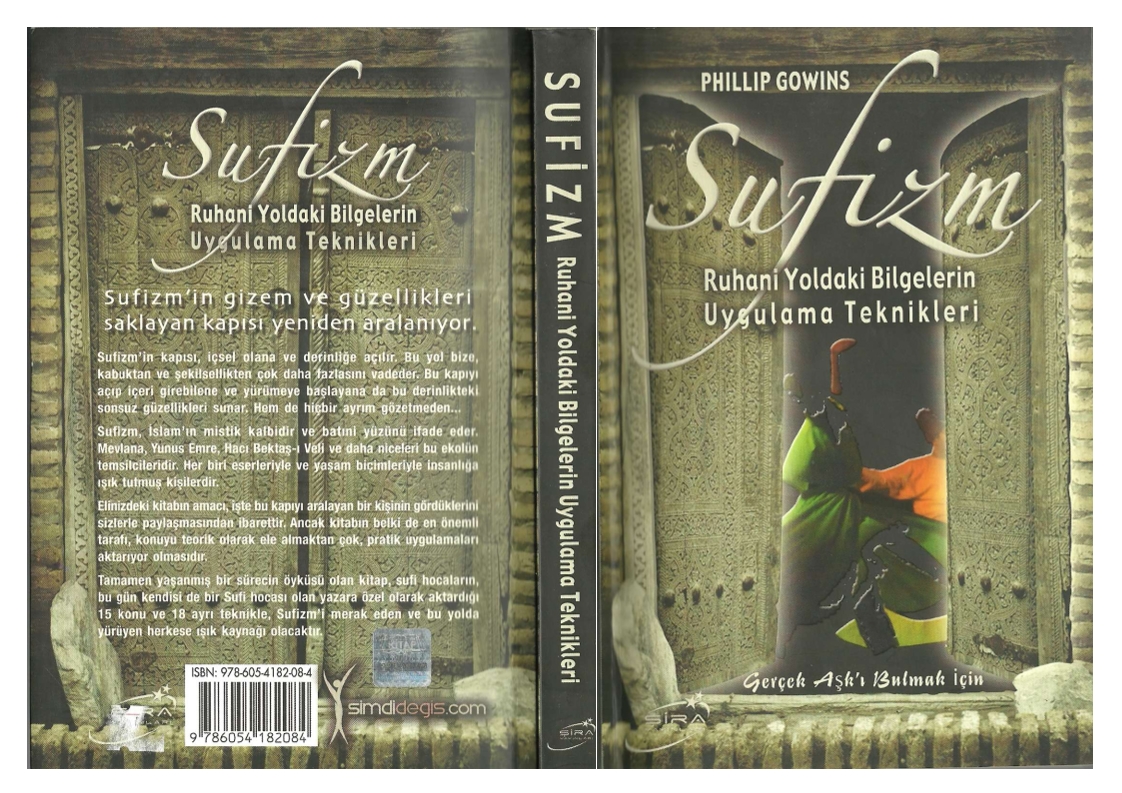 Sufizm
Ruhani Yoldaki Bilgelerin
Uygulama Teknikleri
Sufizm'in gizem ve güzellikleri
saklayan kapısı yeniden aralanıyor.
Sufizm'in kapısı, içsel olana ve derinliğe açılır. Bu yol bize,
kabuktan ve şekilsellikten çok daha fazlasını vadeder. Bu kapıyı
açıp içeri girebilene ve yürümeye başlayana da bu derinlikteki
sonsuz güzellikleri sunar. Hem de hiçbir ayrım gözetmeden...
Sufizm, İslam'ın mistik kalbidir ve batıni yüzünü ifade eder.
Mevlana, Yunus Emre, Hacı Bektaş-ı Veli ve daha niceleri bu ekolün
temsilcileridir. Her biri eserleriyle ve yaşam biçimleriyle insanlığa
ışık tutmuş kişilerdir.
Elinizdeki kitabın amacı, işte bu kapıyı aralayan bir kişinin gördüklerini
sizlerle paylaşmasından ibarettir. Ancak kitabın belki de en önemli
tarafı, konuyu teorik olarak ele almaktan çok, pratik uygulamaları
aktarıyor olmasıdır.
Tamamen yaşanmış bir sürecin öyküsü olan kitap, sufi hocaların,
bu gün kendisi de bir Sufi hocası olan yazara özel olarak aktardığı
15 konu ve 18 ayrı teknikle, Sufizm'i merak eden ve bu yolda
yürüyen herkese ışık kaynağı olacaktır.
ISBN: 978-605-4182-08-4
9 786054 182084
simdidegis.com
SUFİZM Ruhani Yoldaki Bilgelerin Uygulama Teknikleri
SİRA
PHILLIP GOWINS
Sufizm
Ruhani Yoldaki Bilgelerin
Uygulama Teknikleri
Gerçek Aşk'ı Bulmak İçin
SİRA